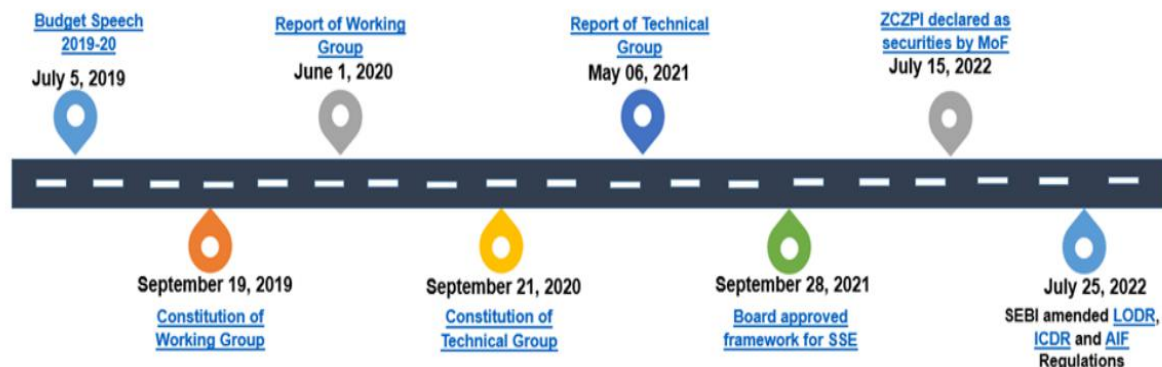 Budget Speech
2019-20
July 5, 2019
Report of Working
Group
June 1, 2020
Report of Technical
Group
May 06, 2021
ZCZPI declared as
securities by MoF
July 15, 2022
September 19, 2019
Constitution of
Working Group
September 21, 2020
Constitution of
Technical Group
September 28, 2021
Board approved
framework for SSE
July 25, 2022
SEBI amended LODR,
ICDR and AIF
Regulations